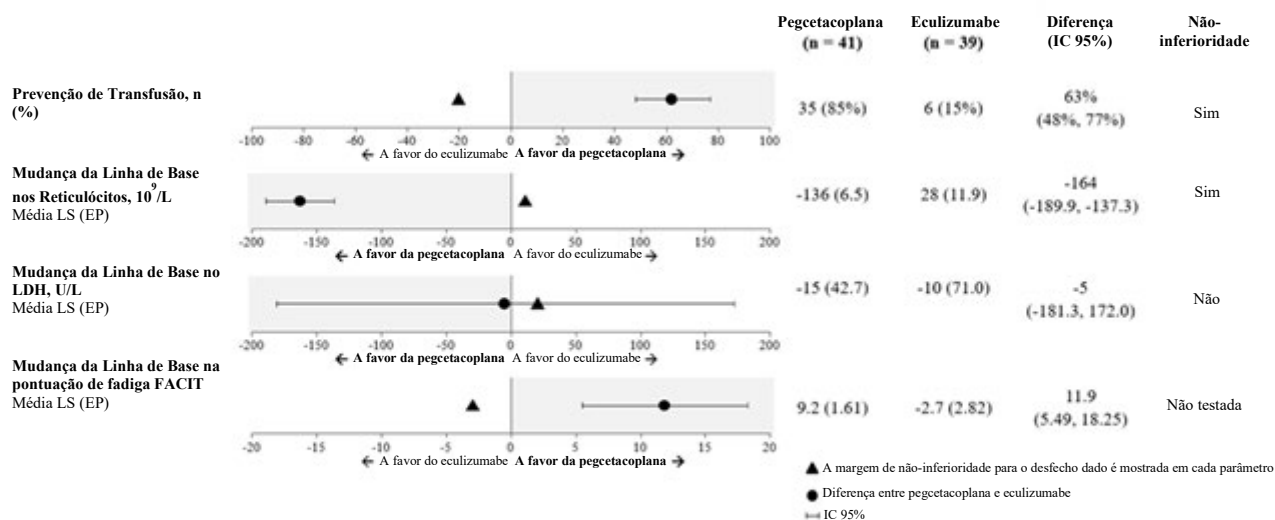 Pegcetacoplana Eculizumabe Diferença Não-
(n = 41) (n = 39) (IC 95%) inferioridade
Prevenção de Transfusão, n
(%)
35 (85%) 6 (15%) 63%
(48%, 77%) Sim
-100 -80 -60 -40 -20 0 20 40 60 80 100
← A favor do eculizumabe A favor da pegcetacoplana →
Mudança da Linha de Base
nos Reticulócitos, 10⁹/L
Média LS (EP)
-136 (6.5) 28 (11.9) -164
(-189.9, -137.3) Sim
-200 -150 -100 -50 0 50 100 150 200
← A favor da pegcetacoplana A favor do eculizumabe →
Mudança da Linha de Base no
LDH, U/L
Média LS (EP)
-15 (42.7) -10 (71.0) -5
(-181.3, 172.0) Não
-200 -150 -100 -50 0 50 100 150 200
← A favor da pegcetacoplana A favor do eculizumabe →
Mudança da Linha de Base na
pontuação de fadiga FACIT
Média LS (EP)
9.2 (1.61) -2.7 (2.82) 11.9
(5.49, 18.25) Não testada
-20 -15 -10 -5 0 5 10 15 20
← A favor do eculizumabe A favor da pegcetacoplana →
▲ A margem de não-inferioridade para o desfecho dado é mostrada em cada parâmetro
● Diferença entre pegcetacoplana e eculizumabe
IC 95%